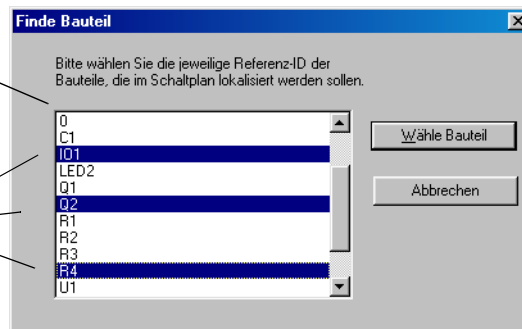 Finde Bauteil
Bitte wählen Sie die jeweilige Referenz-ID der
Bauteile, die im Schaltplan lokalisiert werden sollen.
0
C1
IO1
LED2
Q1
Q2
R1
R2
R3
R4
U1
Wähle Bauteil
Abbrechen